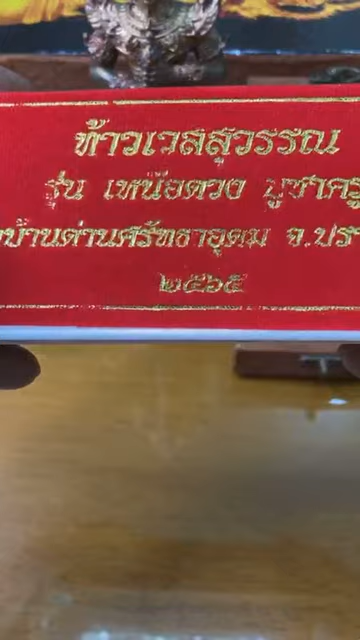 ท้าวเวสสุวรรณ
รุ่น เหนือดวง บูชาครู
บ้านด่านศรัทธาอุดม จ.ปรา
๒๕๖๕